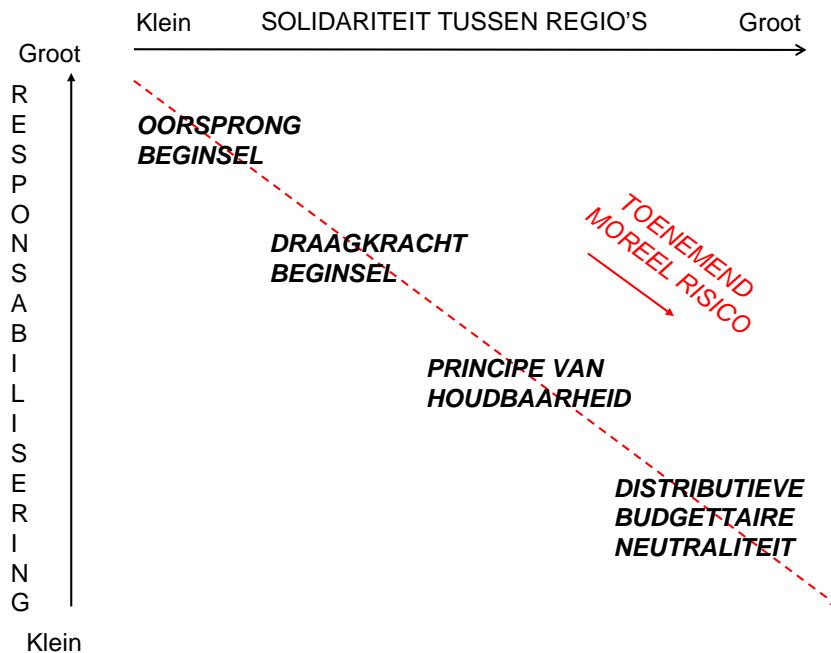 Klein SOLIDARITEIT TUSSEN REGIO'S Groot
Groot
RESPONSABILISERING
OORSPRONG
BEGINSEL
DRAAGKRACHT
BEGINSEL
TOENEMEND
MOREEL RISICO
PRINCIPE VAN
HOUDBAARHEID
DISTRIBUTIEVE
BUDGETTAIRE
NEUTRALITEIT
Klein